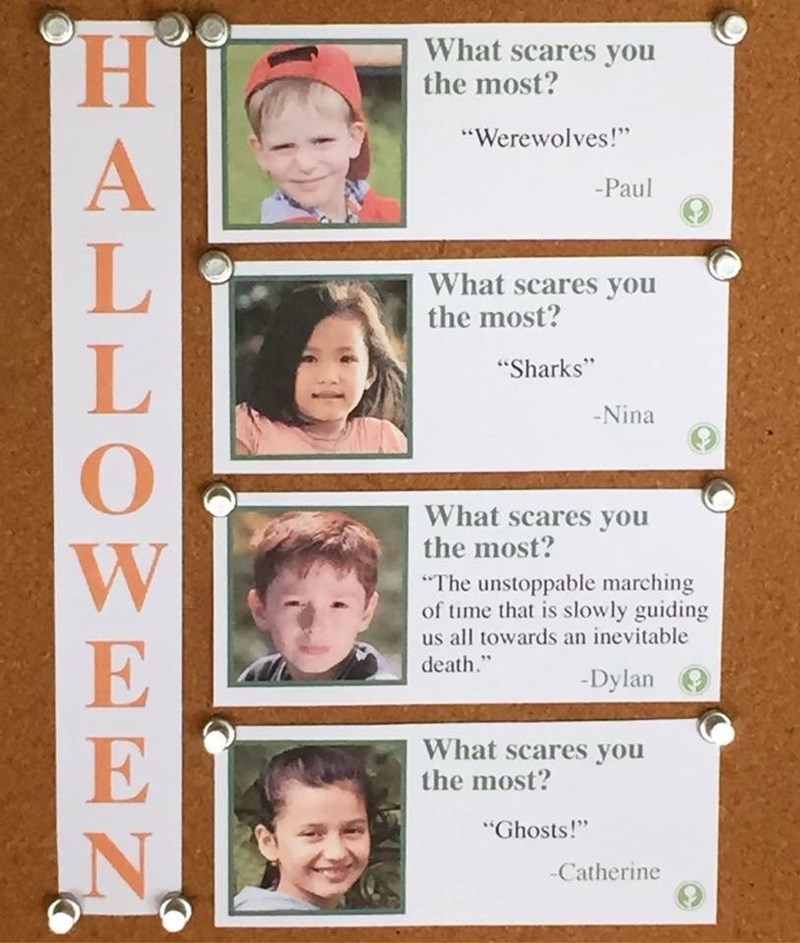 HALLOWEEN
What scares you
the most?
“Werewolves!”
-Paul
What scares you
the most?
“Sharks”
-Nina
What scares you
the most?
“The unstoppable marching
of time that is slowly guiding
us all towards an inevitable
death.”
-Dylan
What scares you
the most?
“Ghosts!”
-Catherine